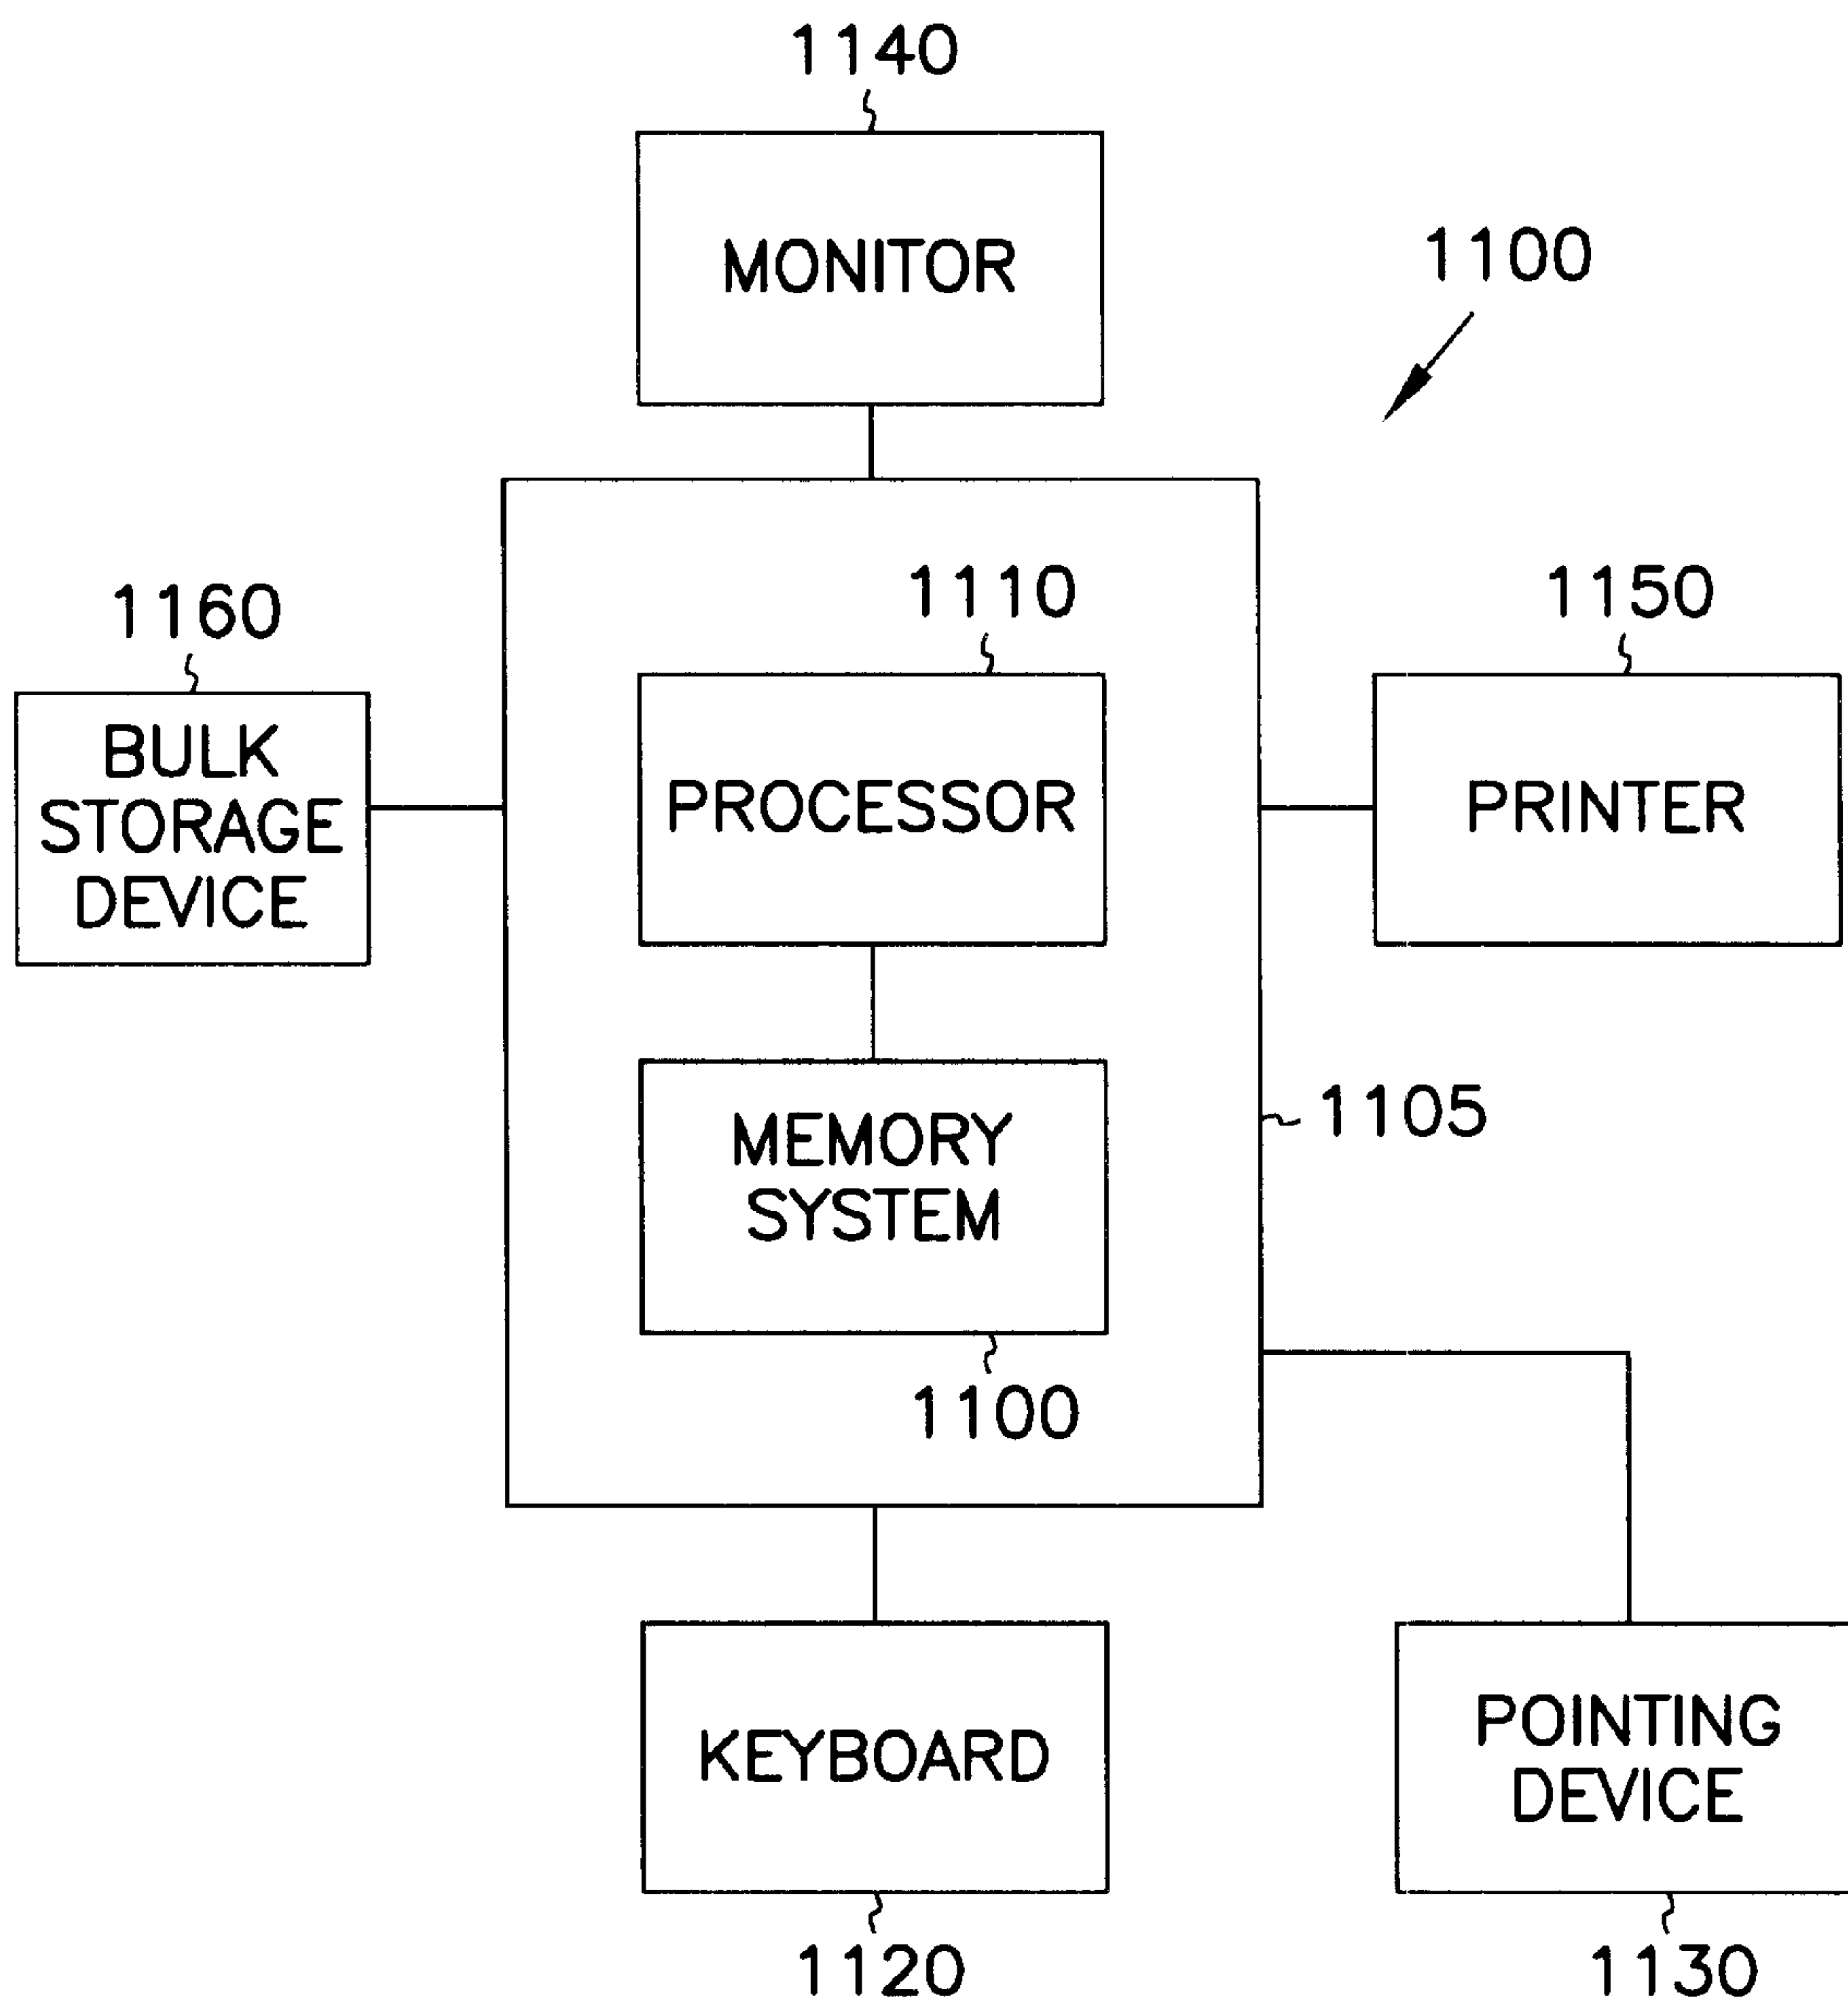 1140
MONITOR
1100
1160
BULK
STORAGE
DEVICE
1110
PROCESSOR
1150
PRINTER
MEMORY
SYSTEM
1105
1100
KEYBOARD
1120
POINTING
DEVICE
1130